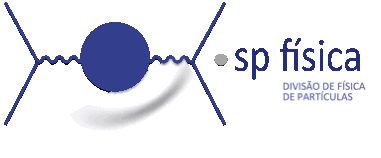 sp física
DIVISÃO DE FÍSICA
DE PARTÍCULAS